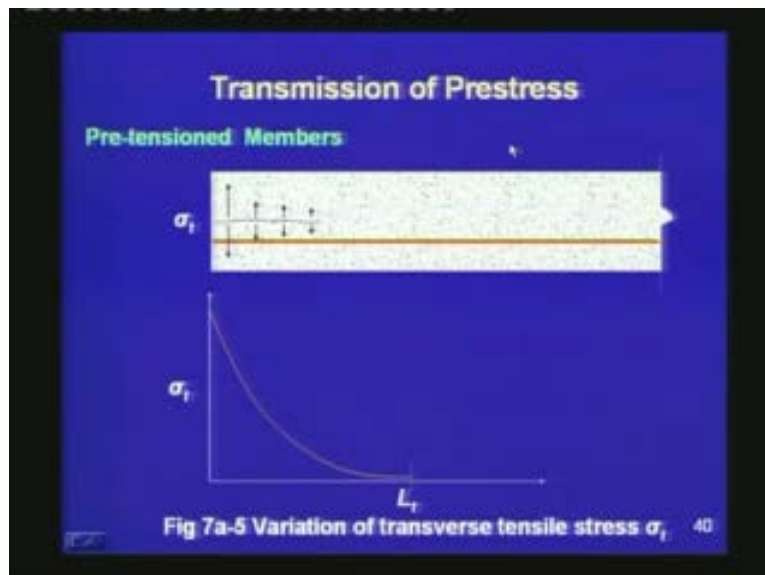 Transmission of Prestress
Pre-tensioned Members
σt
σt
Lt
Fig 7a-5 Variation of transverse tensile stress σt
40